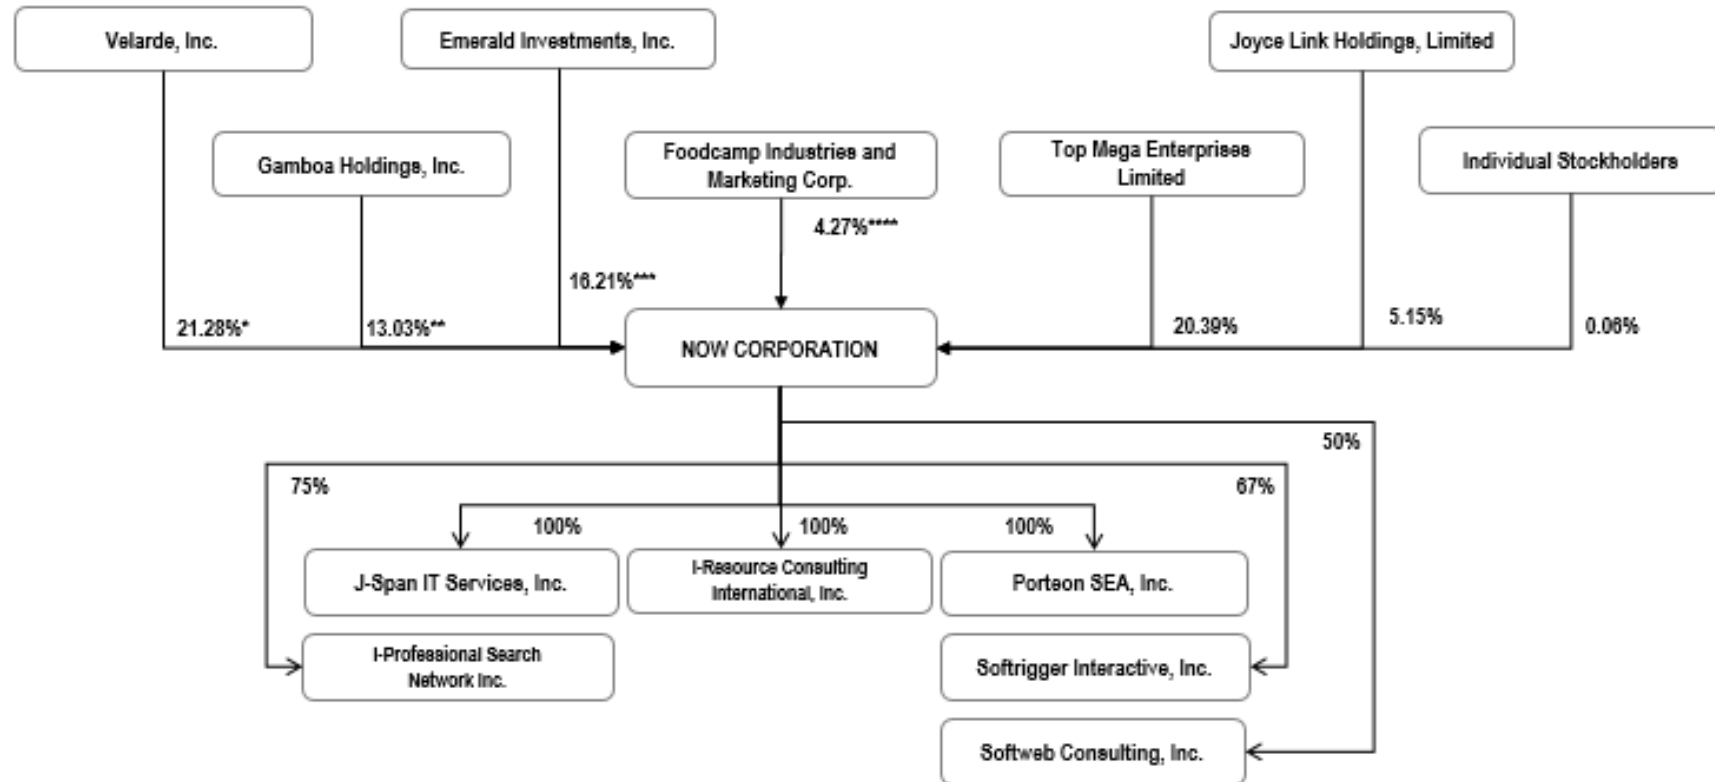 Velarde, Inc.
Emerald Investments, Inc.
Joyce Link Holdings, Limited
Gamboa Holdings, Inc.
Foodcamp Industries and
Marketing Corp.
Top Mega Enterprises
Limited
Individual Stockholders
4.27%****
16.21%***
21.28%*
13.03%**
20.39%
5.15%
0.06%
NOW CORPORATION
50%
75%
67%
100%
100%
100%
J-Span IT Services, Inc.
I-Resource Consulting
International, Inc.
Porteon SEA, Inc.
I-Professional Search
Network Inc.
Softrigger Interactive, Inc.
Softweb Consulting, Inc.